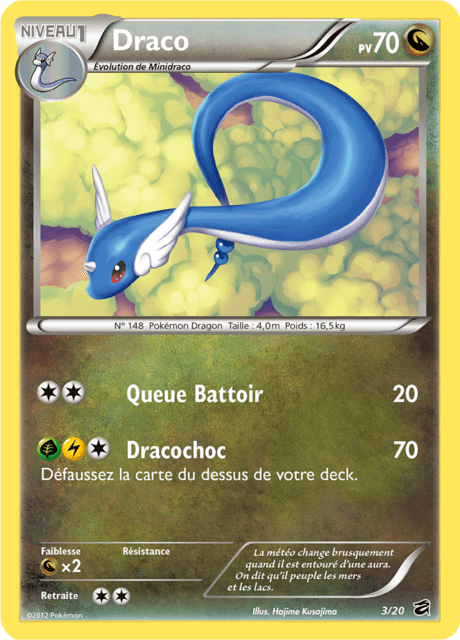 NIVEAU 1
Draco
PV 70
Évolution de Minidraco
N° 148 Pokémon Dragon Taille : 4,0m Poids : 16,5kg
Queue Battoir 20
Dracochoc 70
Défaussez la carte du dessus de votre deck.
Faiblesse Résistance
×2
Retraite
La météo change brusquement
quand il est entouré d'une aura.
On dit qu'il peuple les mers
et les lacs.
©2012 Pokémon
Illus. Hajime Kusajima
3/20